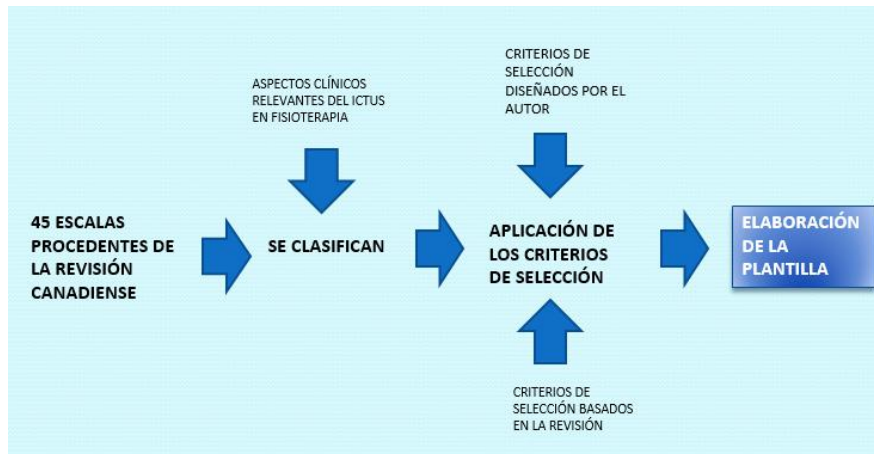 ASPECTOS CLÍNICOS
RELEVANTES DEL ICTUS
EN FISIOTERAPIA
CRITERIOS DE
SELECCIÓN
DISEÑADOS POR EL
AUTOR
45 ESCALAS
PROCEDENTES DE
LA REVISIÓN
CANADIENSE
SE CLASIFICAN
APLICACIÓN DE
LOS CRITERIOS
DE SELECCIÓN
ELABORACIÓN
DE LA
PLANTILLA
CRITERIOS DE
SELECCIÓN BASADOS
EN LA REVISIÓN